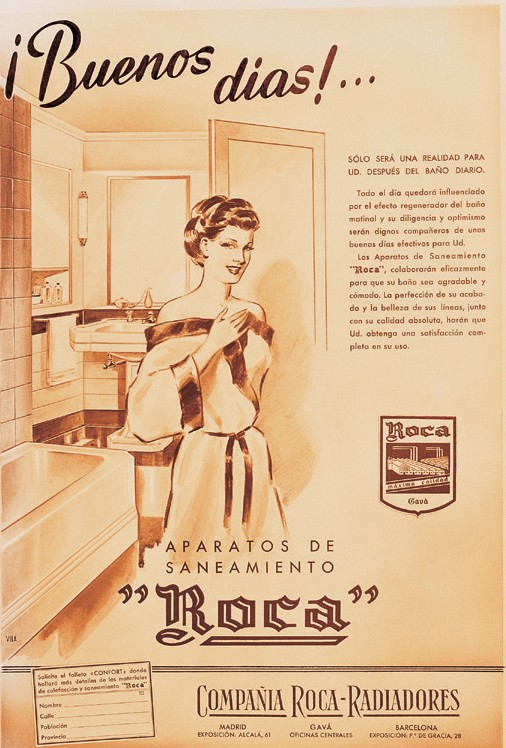 ¡Buenos días!...
SÓLO SERÁ UNA REALIDAD PARA
UD. DESPUÉS DEL BAÑO DIARIO.
Todo el día quedará influenciado
por el efecto regenerador del baño
matinal y su diligencia y optimismo
serán dignos compañeros de unos
buenos días efectivos para Ud.
Los Aparatos de Saneamiento
"Roca", colaborarán eficazmente
para que su baño sea agradable y
cómodo. La perfección de su acaba-
do y la belleza de sus líneas, junto
con su calidad absoluta, harán que
Ud. obtenga una satisfacción com-
pleta en su uso.
Roca
máxima calidad
Gavá
APARATOS DE
SANEAMIENTO
"Roca"
VILA
Solicite el folleto «CONFORT» donde
hallará más detalles de los materiales
de calefacción y saneamiento "Roca"
Nombre
Calle
Población
Provincia
COMPAÑIA ROCA-RADIADORES
MADRID
EXPOSICIÓN: ALCALÁ, 61
GAVÁ
OFICINAS CENTRALES
BARCELONA
EXPOSICIÓN: P.º DE GRACIA, 28